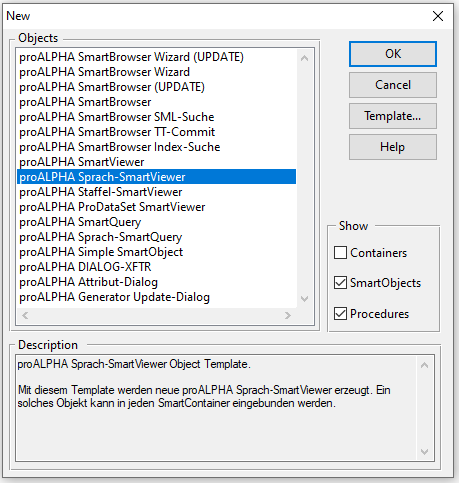 New
Objects
proALPHA SmartBrowser Wizard (UPDATE)
proALPHA SmartBrowser Wizard
proALPHA SmartBrowser (UPDATE)
proALPHA SmartBrowser
proALPHA SmartBrowser SML-Suche
proALPHA SmartBrowser TT-Commit
proALPHA SmartBrowser Index-Suche
proALPHA SmartViewer
proALPHA Sprach-SmartViewer
proALPHA Staffel-SmartViewer
proALPHA ProDataSet SmartViewer
proALPHA SmartQuery
proALPHA Sprach-SmartQuery
proALPHA Simple SmartObject
proALPHA DIALOG-XFTR
proALPHA Attribut-Dialog
proALPHA Generator Update-Dialog
OK
Cancel
Template...
Help
Show
Containers
SmartObjects
Procedures
Description
proALPHA Sprach-SmartViewer Object Template.
Mit diesem Template werden neue proALPHA Sprach-SmartViewer erzeugt. Ein
solches Objekt kann in jeden SmartContainer eingebunden werden.